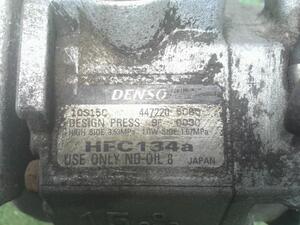 DENSO
10S15C 447220
DESIGN PRESS
HIGH SIDE 3.53MPa LOW SIDE 1.67MPa
HFC134a
USE ONLY ND-OIL 8 JAPAN